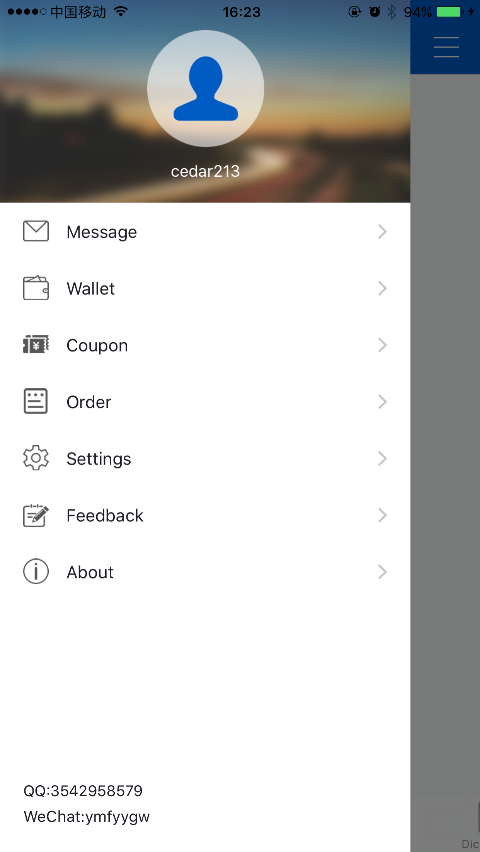 中国移动 16:23 94%
cedar213
Message
Wallet
Coupon
Order
Settings
Feedback
About
QQ:3542958579
WeChat:ymfyygw
Dic